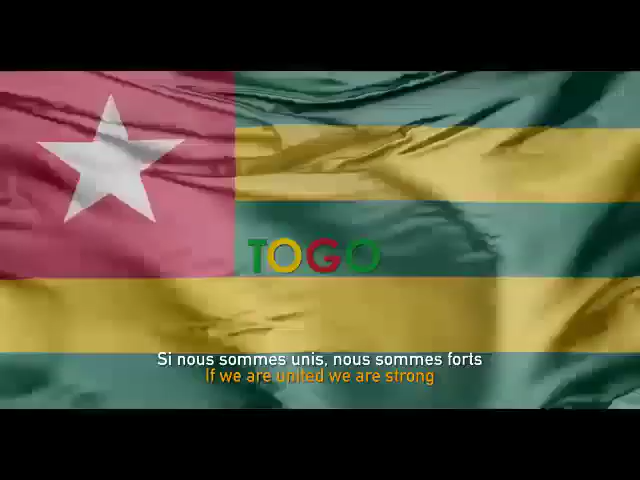 TOGO
Si nous sommes unis, nous sommes forts
If we are united we are strong